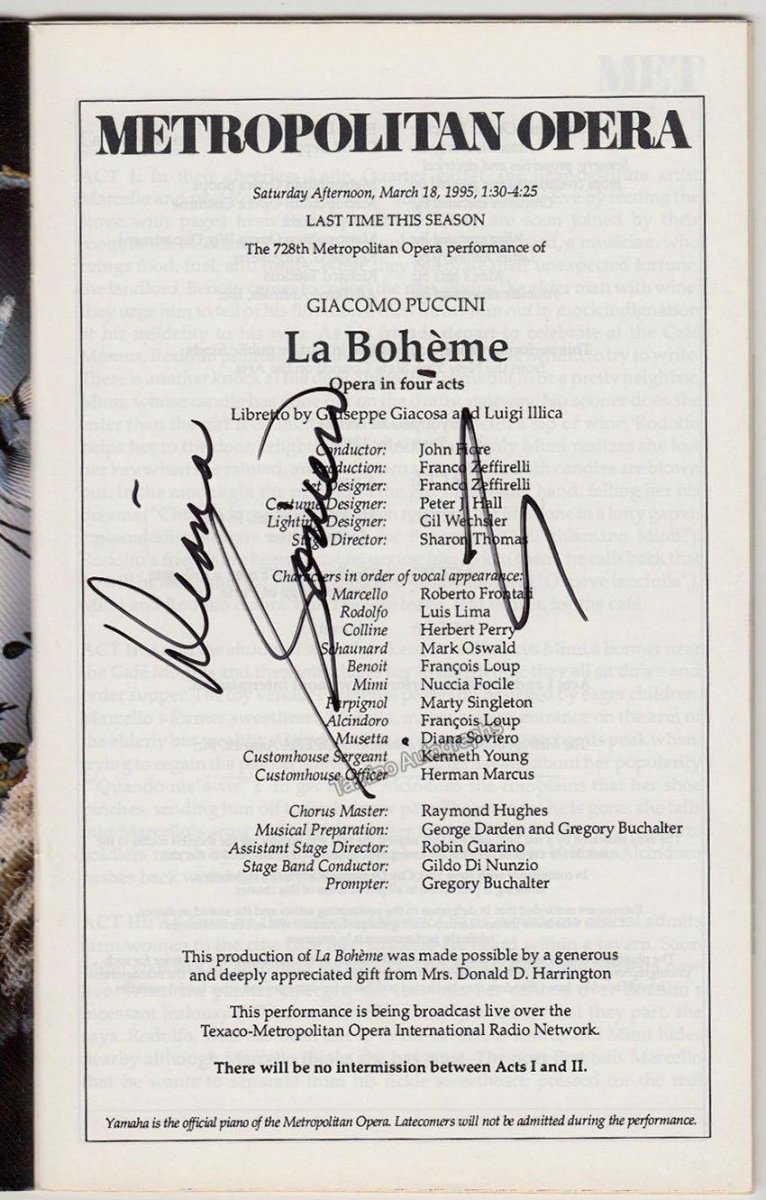 METROPOLITAN OPERA
Saturday Afternoon, March 18, 1995, 1:30-4:25
LAST TIME THIS SEASON
The 728th Metropolitan Opera performance of
GIACOMO PUCCINI
La Bohème
Opera in four acts
Libretto by Giuseppe Giacosa and Luigi Illica
Conductor: John Fiore
Production: Franco Zeffirelli
Set Designer: Franco Zeffirelli
Costume Designer: Peter J. Hall
Lighting Designer: Gil Wechsler
Stage Director: Sharon Thomas
Characters in order of vocal appearance:
Marcello Roberto Frontali
Rodolfo Luis Lima
Colline Herbert Perry
Schaunard Mark Oswald
Benoit François Loup
Mimi Nuccia Focile
Parpignol Marty Singleton
Alcindoro François Loup
Musetta Diana Soviero
Customhouse Sergeant Kenneth Young
Customhouse Officer Herman Marcus
Chorus Master: Raymond Hughes
Musical Preparation: George Darden and Gregory Buchalter
Assistant Stage Director: Robin Guarino
Stage Band Conductor: Gildo Di Nunzio
Prompter: Gregory Buchalter
This production of La Bohème was made possible by a generous
and deeply appreciated gift from Mrs. Donald D. Harrington
This performance is being broadcast live over the
Texaco-Metropolitan Opera International Radio Network.
There will be no intermission between Acts I and II.
Yamaha is the official piano of the Metropolitan Opera. Latecomers will not be admitted during the performance.
Diana Soviero
Tamino Autographs